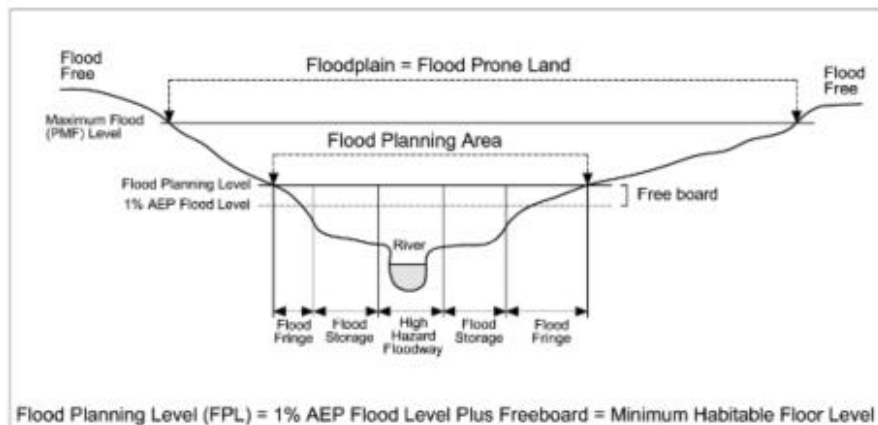 Flood
Free
Floodplain = Flood Prone Land
Flood
Free
Maximum Flood
(PMF) Level
Flood Planning Area
Flood Planning Level
1% AEP Flood Level
Free board
River
Flood
Fringe
Flood
Storage
High
Hazard
Floodway
Flood
Storage
Flood
Fringe
Flood Planning Level (FPL) = 1% AEP Flood Level Plus Freeboard = Minimum Habitable Floor Level